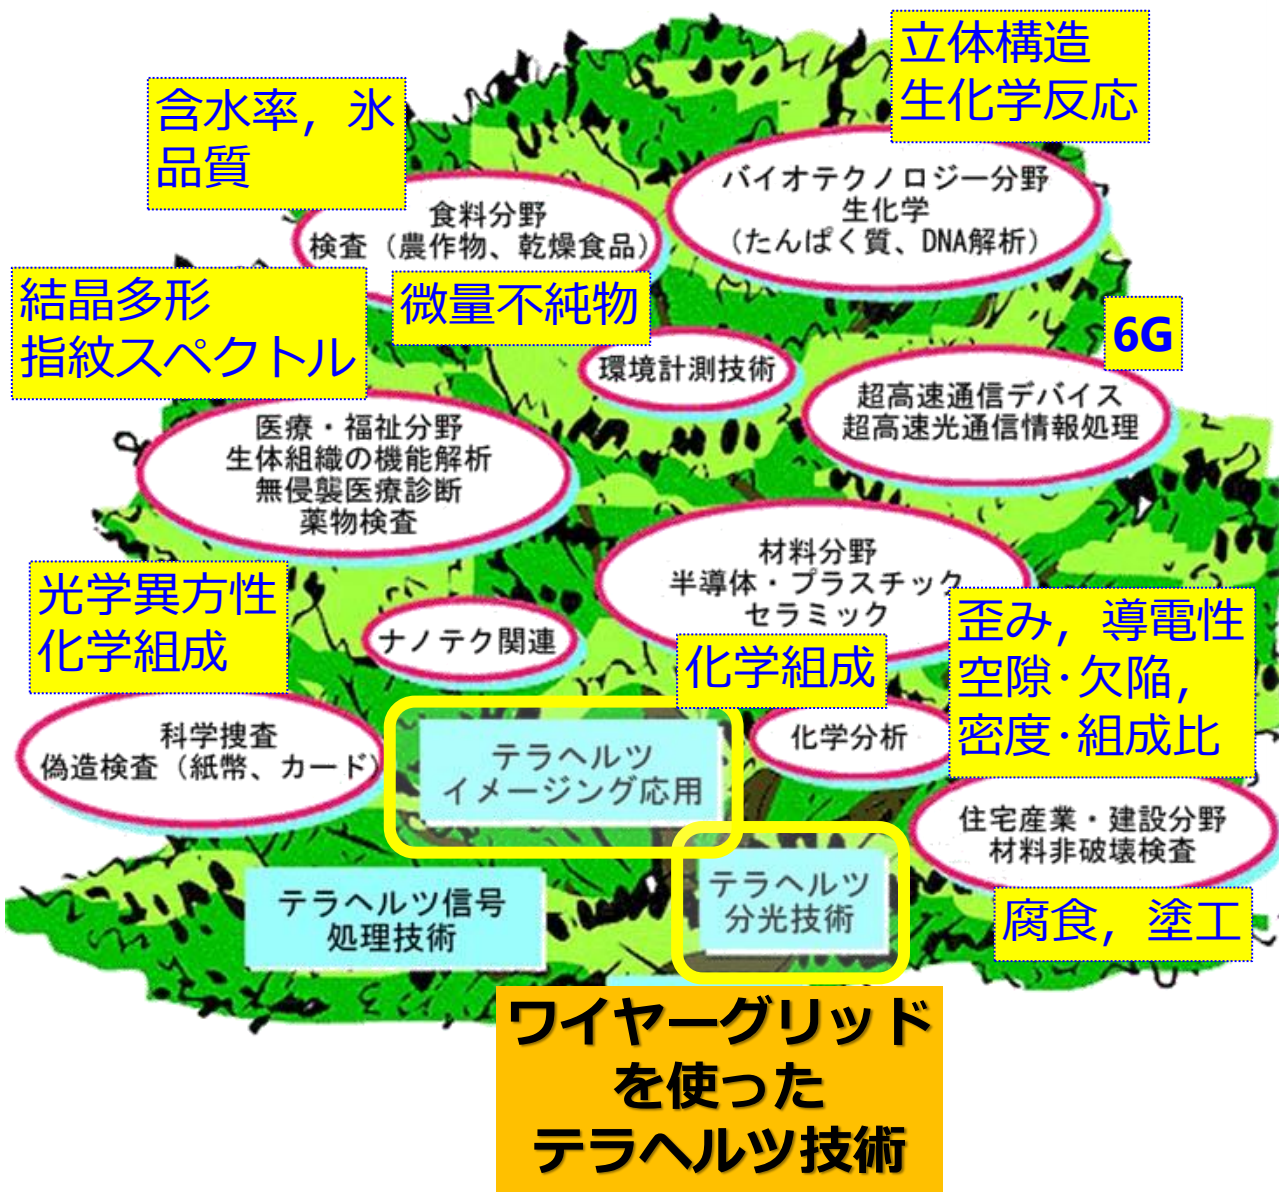 立体構造
生化学反応
含水率，氷
品質
バイオテクノロジー分野
生化学
（たんぱく質、DNA解析）
食料分野
検査（農作物、乾燥食品）
結晶多形
指紋スペクトル
微量不純物
6G
環境計測技術
超高速通信デバイス
超高速光通信情報処理
医療・福祉分野
生体組織の機能解析
無侵襲医療診断
薬物検査
材料分野
半導体・プラスチック
セラミック
光学異方性
化学組成
ナノテク関連
化学組成
歪み，導電性
空隙・欠陥，
密度・組成比
科学捜査
偽造検査（紙幣、カード）
テラヘルツ
イメージング応用
化学分析
住宅産業・建設分野
材料非破壊検査
テラヘルツ信号
処理技術
テラヘルツ
分光技術
腐食，塗工
ワイヤーグリッド
を使った
テラヘルツ技術